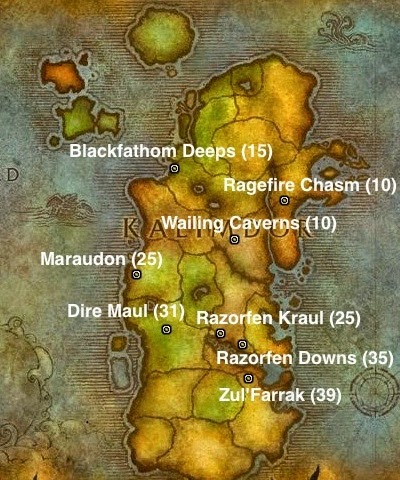 Blackfathom Deeps (15)
Ragefire Chasm (10)
Wailing Caverns (10)
KALIMDOR
Maraudon (25)
Dire Maul (31)
Razorfen Kraul (25)
Razorfen Downs (35)
Zul'Farrak (39)